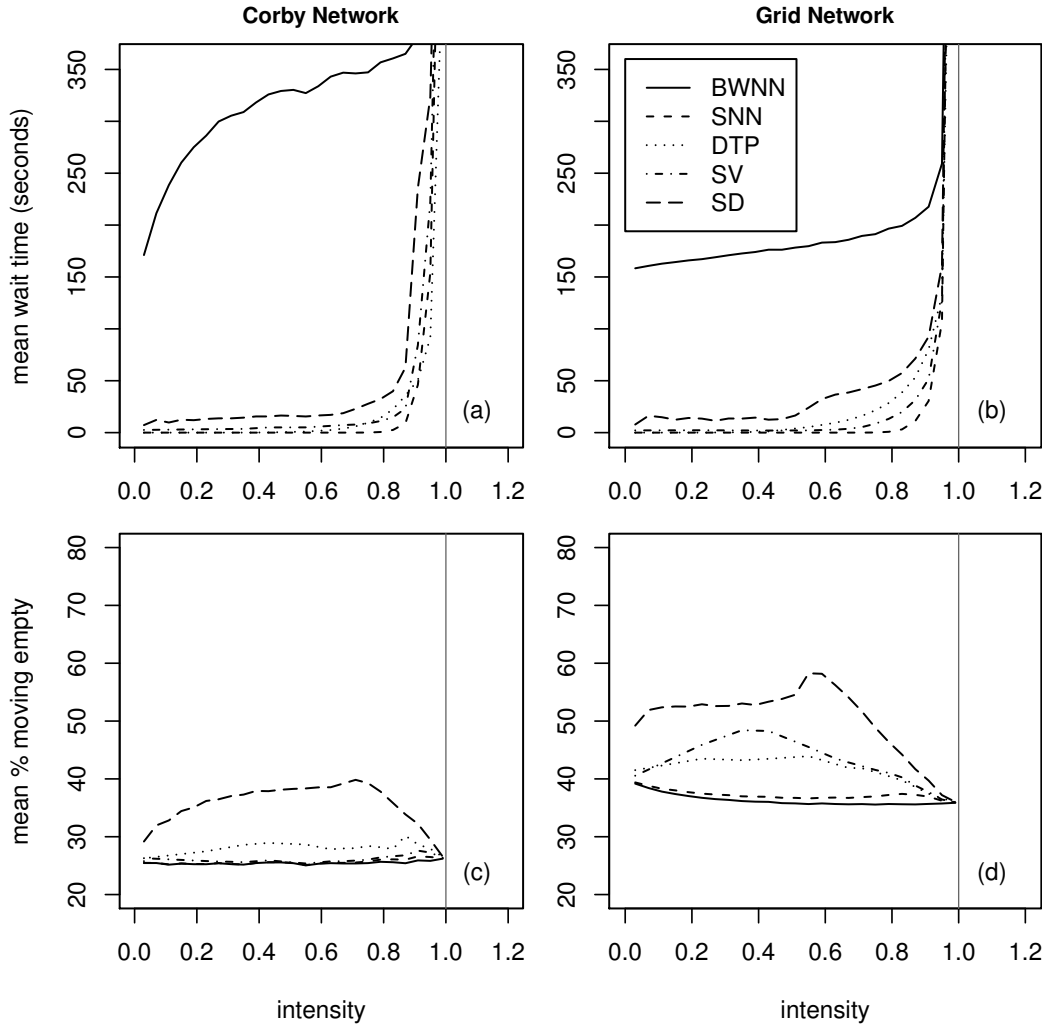 Corby Network
Grid Network
mean wait time (seconds)
350
250
150
50
0
0.0 0.2 0.4 0.6 0.8 1.0 1.2
(a)
350
250
150
50
0
BWNN
SNN
DTP
SV
SD
(b)
0.0 0.2 0.4 0.6 0.8 1.0 1.2
mean % moving empty
80
70
60
50
40
30
20
(c)
0.0 0.2 0.4 0.6 0.8 1.0 1.2
intensity
80
70
60
50
40
30
20
(d)
0.0 0.2 0.4 0.6 0.8 1.0 1.2
intensity